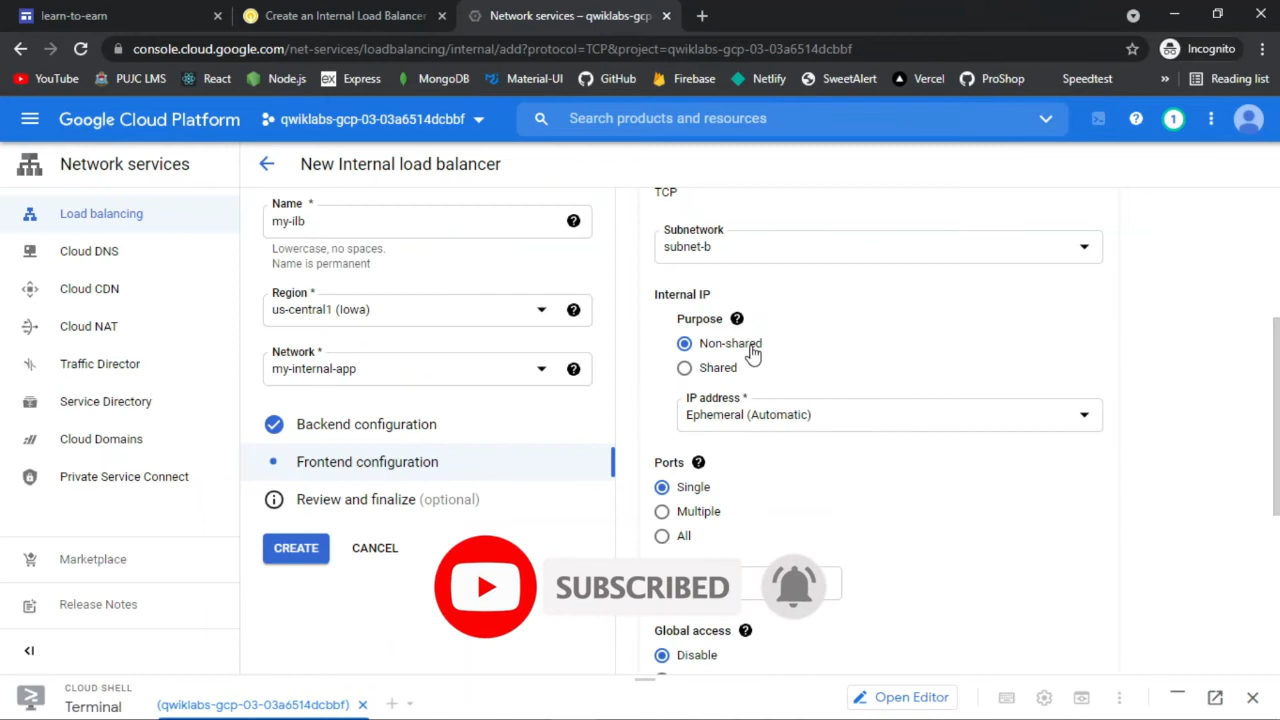 learn-to-earn
Create an Internal Load Balancer
Network services – qwiklabs-gcp
console.cloud.google.com/net-services/loadbalancing/internal/add?protocol=TCP&project=qwiklabs-gcp-03-03a6514dcbbf
Incognito
YouTube
PUJC LMS
React
Node.js
EX Express
MongoDB
Material-UI
GitHub
Firebase
Netlify
SweetAlert
Vercel
ProShop
Speedtest
»
Reading list
Google Cloud Platform
qwiklabs-gcp-03-03a6514dcbbf
Search products and resources
1
Network services
New Internal load balancer
Load balancing
Cloud DNS
Cloud CDN
Cloud NAT
Traffic Director
Service Directory
Cloud Domains
Private Service Connect
Marketplace
Release Notes
Name *
my-ilb
Lowercase, no spaces.
Name is permanent
Region *
us-central1 (Iowa)
Network *
my-internal-app
Backend configuration
Frontend configuration
Review and finalize (optional)
CREATE
CANCEL
TCP
Subnetwork
subnet-b
Internal IP
Purpose
Non-shared
Shared
IP address *
Ephemeral (Automatic)
Ports
Single
Multiple
All
SUBSCRIBED
Global access
Disable
CLOUD SHELL
Terminal
(qwiklabs-gcp-03-03a6514dcbbf)
Open Editor